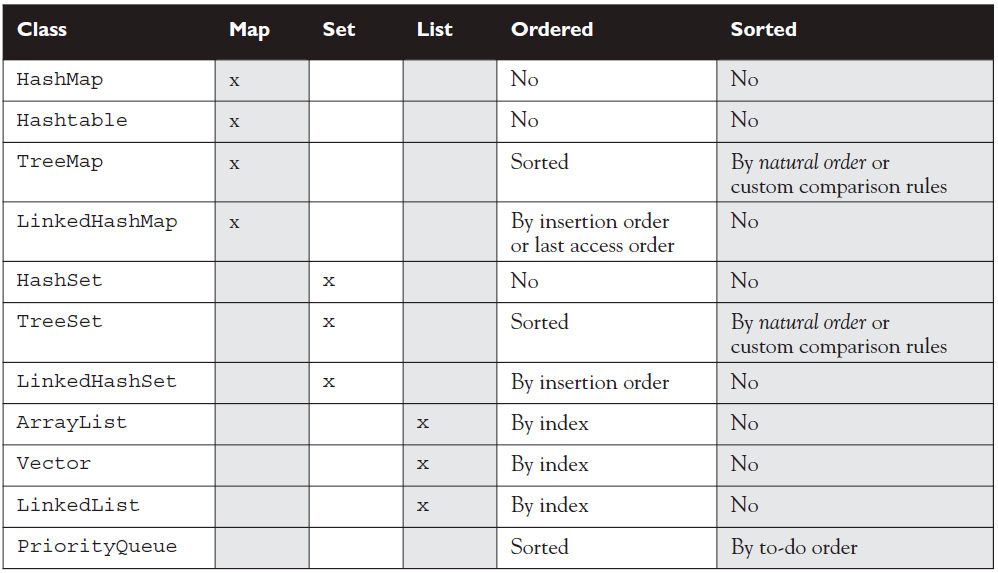 Class Map Set List Ordered Sorted
HashMap x No No
Hashtable x No No
TreeMap x Sorted By natural order or
custom comparison rules
LinkedHashMap x By insertion order No
or last access order
HashSet x No No
TreeSet x Sorted By natural order or
custom comparison rules
LinkedHashSet x By insertion order No
ArrayList x By index No
Vector x By index No
LinkedList x By index No
PriorityQueue Sorted By to-do order